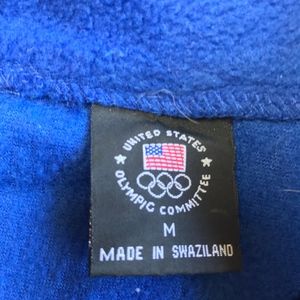 UNITED STATES
OLYMPIC COMMITTEE
M
MADE IN SWAZILAND